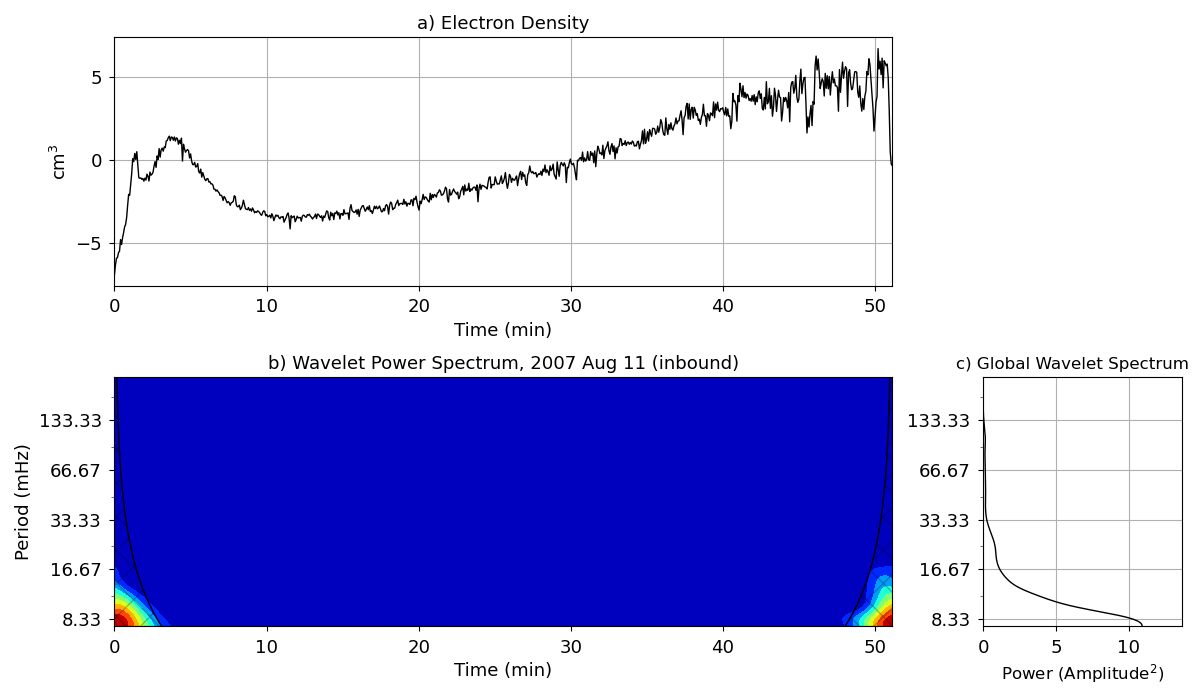 a) Electron Density
cm³
5
0
−5
0 10 20 30 40 50
Time (min)
b) Wavelet Power Spectrum, 2007 Aug 11 (inbound)
Period (mHz)
133.33
66.67
33.33
16.67
8.33
0 10 20 30 40 50
Time (min)
c) Global Wavelet Spectrum
133.33
66.67
33.33
16.67
8.33
0 5 10
Power (Amplitude²)